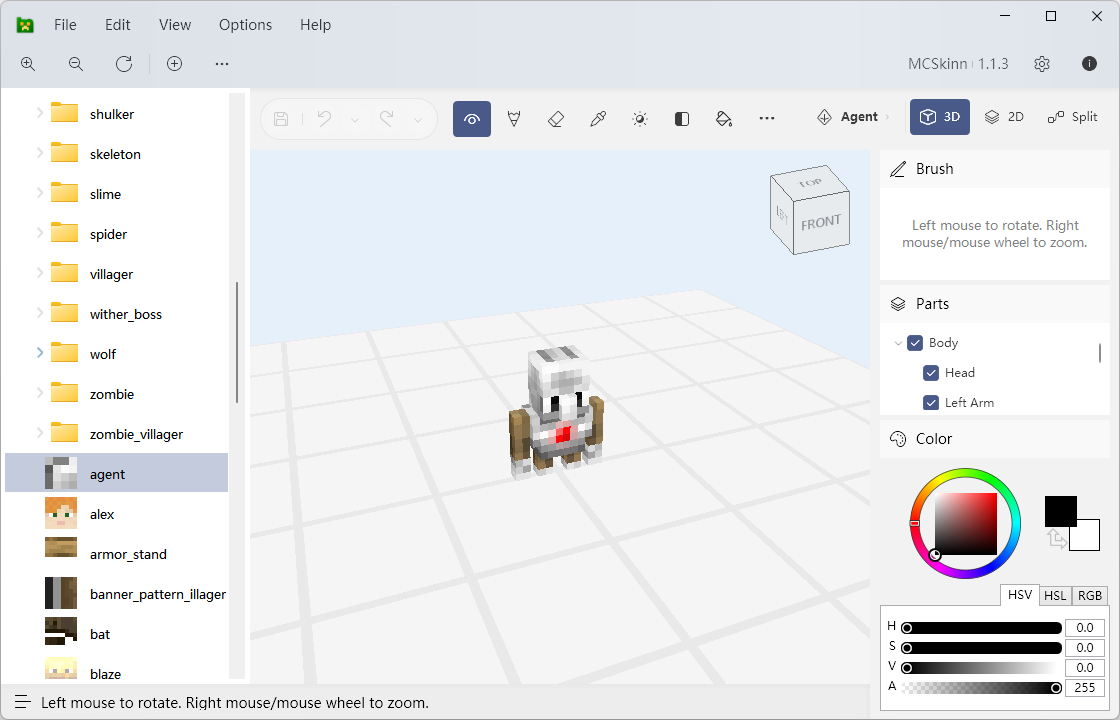 File Edit View Options Help
MCSkinn 1.1.3
shulker
skeleton
slime
spider
villager
wither_boss
wolf
zombie
zombie_villager
agent
alex
armor_stand
banner_pattern_illager
bat
blaze
Agent 3D 2D Split
TOP
LEFT
FRONT
Brush
Left mouse to rotate. Right
mouse/mouse wheel to zoom.
Parts
Body
Head
Left Arm
Color
HSV HSL RGB
H 0.0
S 0.0
V 0.0
A 255
Left mouse to rotate. Right mouse/mouse wheel to zoom.